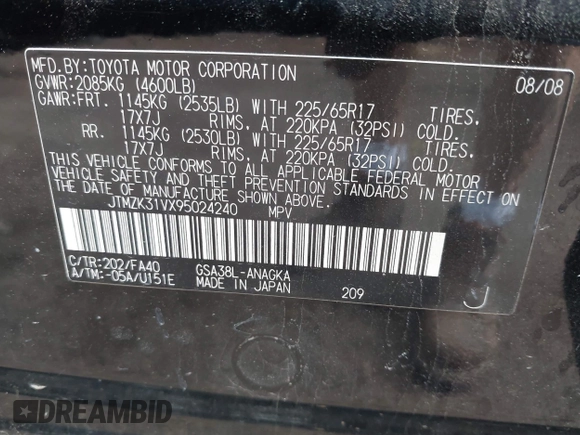 MFD.BY:TOYOTA MOTOR CORPORATION 08/08
GVWR:2085KG (4600LB)
GAWR:FRT. 1145KG (2535LB) WITH 225/65R17 TIRES,
17X7J RIMS, AT 220KPA (32PSI) COLD.
RR. 1145KG (2530LB) WITH 225/65R17 TIRES,
17X7J RIMS, AT 220KPA (32PSI) COLD.
THIS VEHICLE CONFORMS TO ALL APPLICABLE FEDERAL MOTOR
VEHICLE SAFETY AND THEFT PREVENTION STANDARDS IN EFFECT ON
THE DATE OF MANUFACTURE SHOWN ABOVE.
JTMZK31VX95024240 MPV
C/TR:202/FA40 GSA38L-ANAGKA
A/TM:-05A/U151E MADE IN JAPAN 209 J
DREAMBID